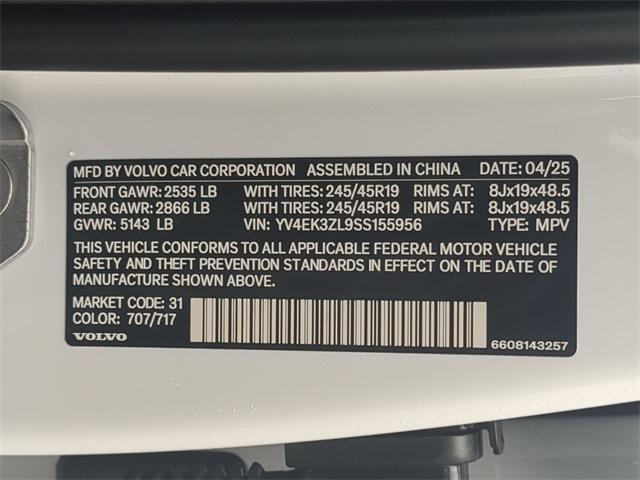 MFD BY VOLVO CAR CORPORATION ASSEMBLED IN CHINA DATE: 04/25
FRONT GAWR: 2535 LB WITH TIRES: 245/45R19 RIMS AT: 8Jx19x48.5
REAR GAWR: 2866 LB WITH TIRES: 245/45R19 RIMS AT: 8Jx19x48.5
GVWR: 5143 LB VIN: YV4EK3ZL9SS155956 TYPE: MPV
THIS VEHICLE CONFORMS TO ALL APPLICABLE FEDERAL MOTOR VEHICLE
SAFETY AND THEFT PREVENTION STANDARDS IN EFFECT ON THE DATE OF
MANUFACTURE SHOWN ABOVE.
MARKET CODE: 31
COLOR: 707/717
VOLVO 6608143257